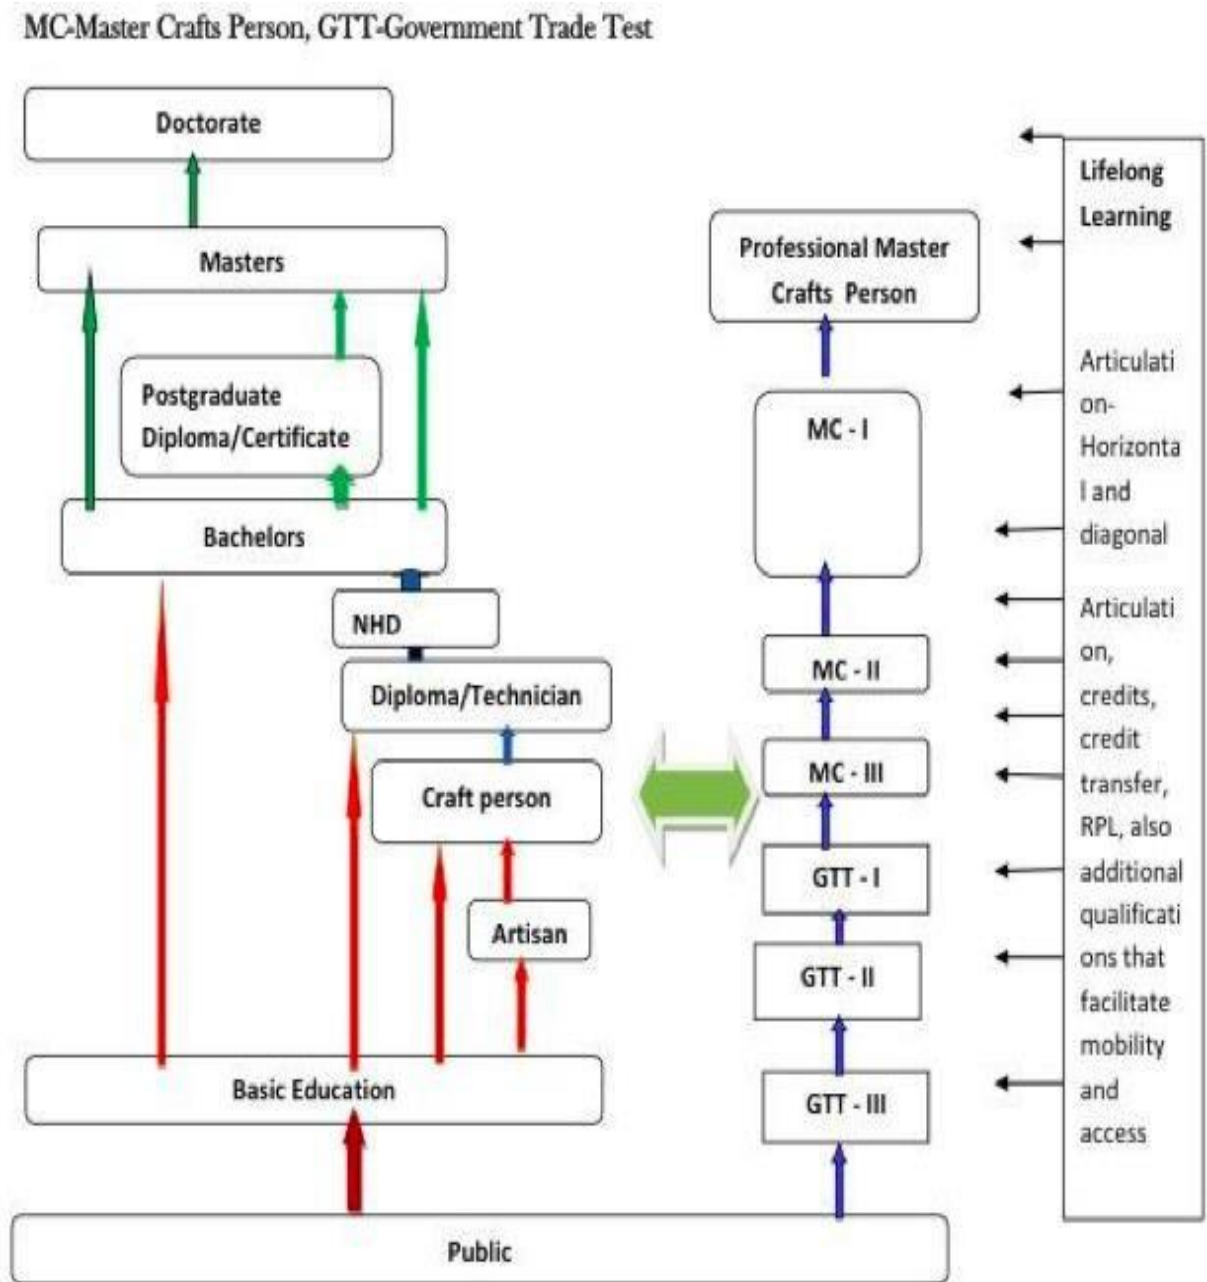 MC-Master Crafts Person, GTT-Government Trade Test
Doctorate
Masters
Postgraduate
Diploma/Certificate
Bachelors
NHD
Diploma/Technician
Craft person
Artisan
Basic Education
Public
Professional Master
Crafts Person
MC - I
MC - II
MC - III
GTT - I
GTT - II
GTT - III
Lifelong
Learning
Articulati
on-
Horizonta
l and
diagonal
Articulati
on,
credits,
credit
transfer,
RPL, also
additional
qualificati
ons that
facilitate
mobility
and
access